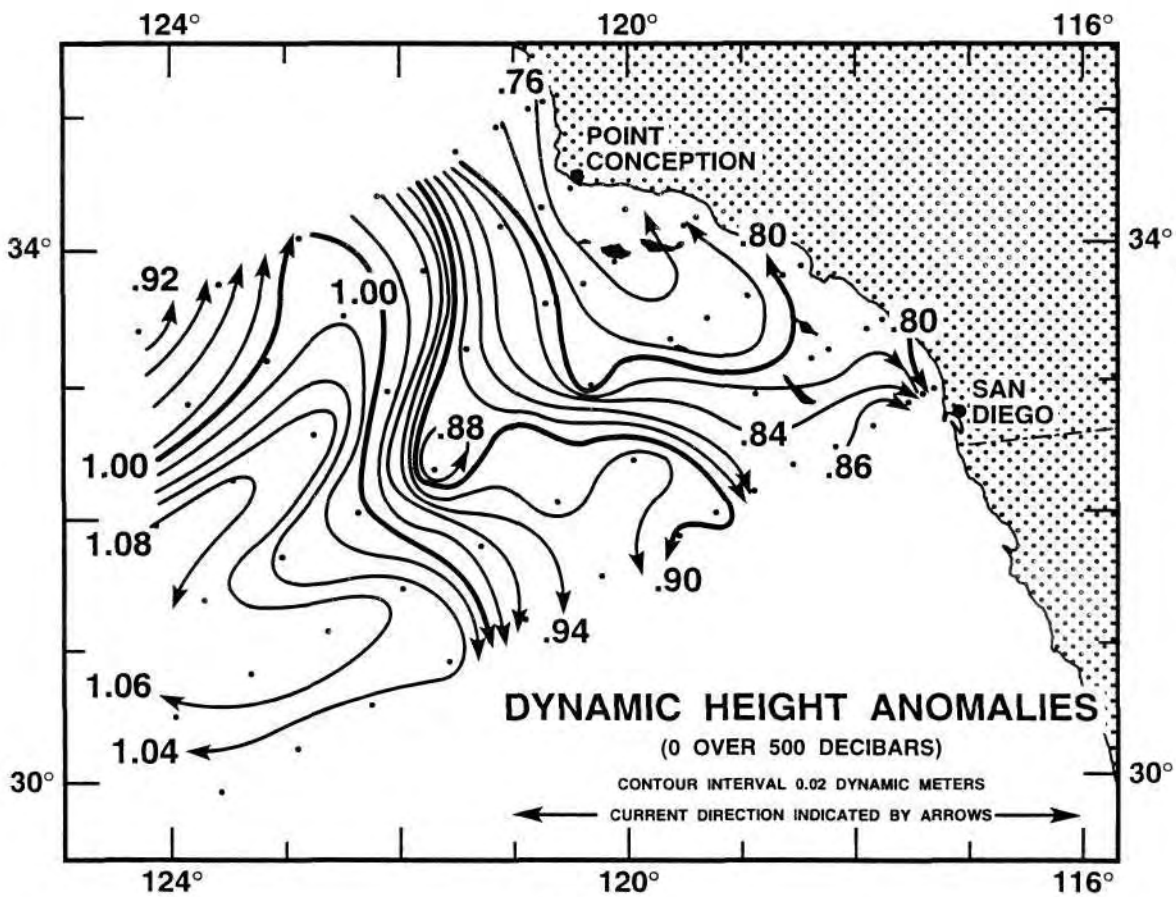 124° 120° 116°
.76
POINT
CONCEPTION
34° .80 34°
.92
1.00
.80
SAN
DIEGO
.88
.84
1.00
.86
1.08
.90
.94
1.06
DYNAMIC HEIGHT ANOMALIES
(0 OVER 500 DECIBARS)
1.04
30° CONTOUR INTERVAL 0.02 DYNAMIC METERS 30°
CURRENT DIRECTION INDICATED BY ARROWS
124° 120° 116°